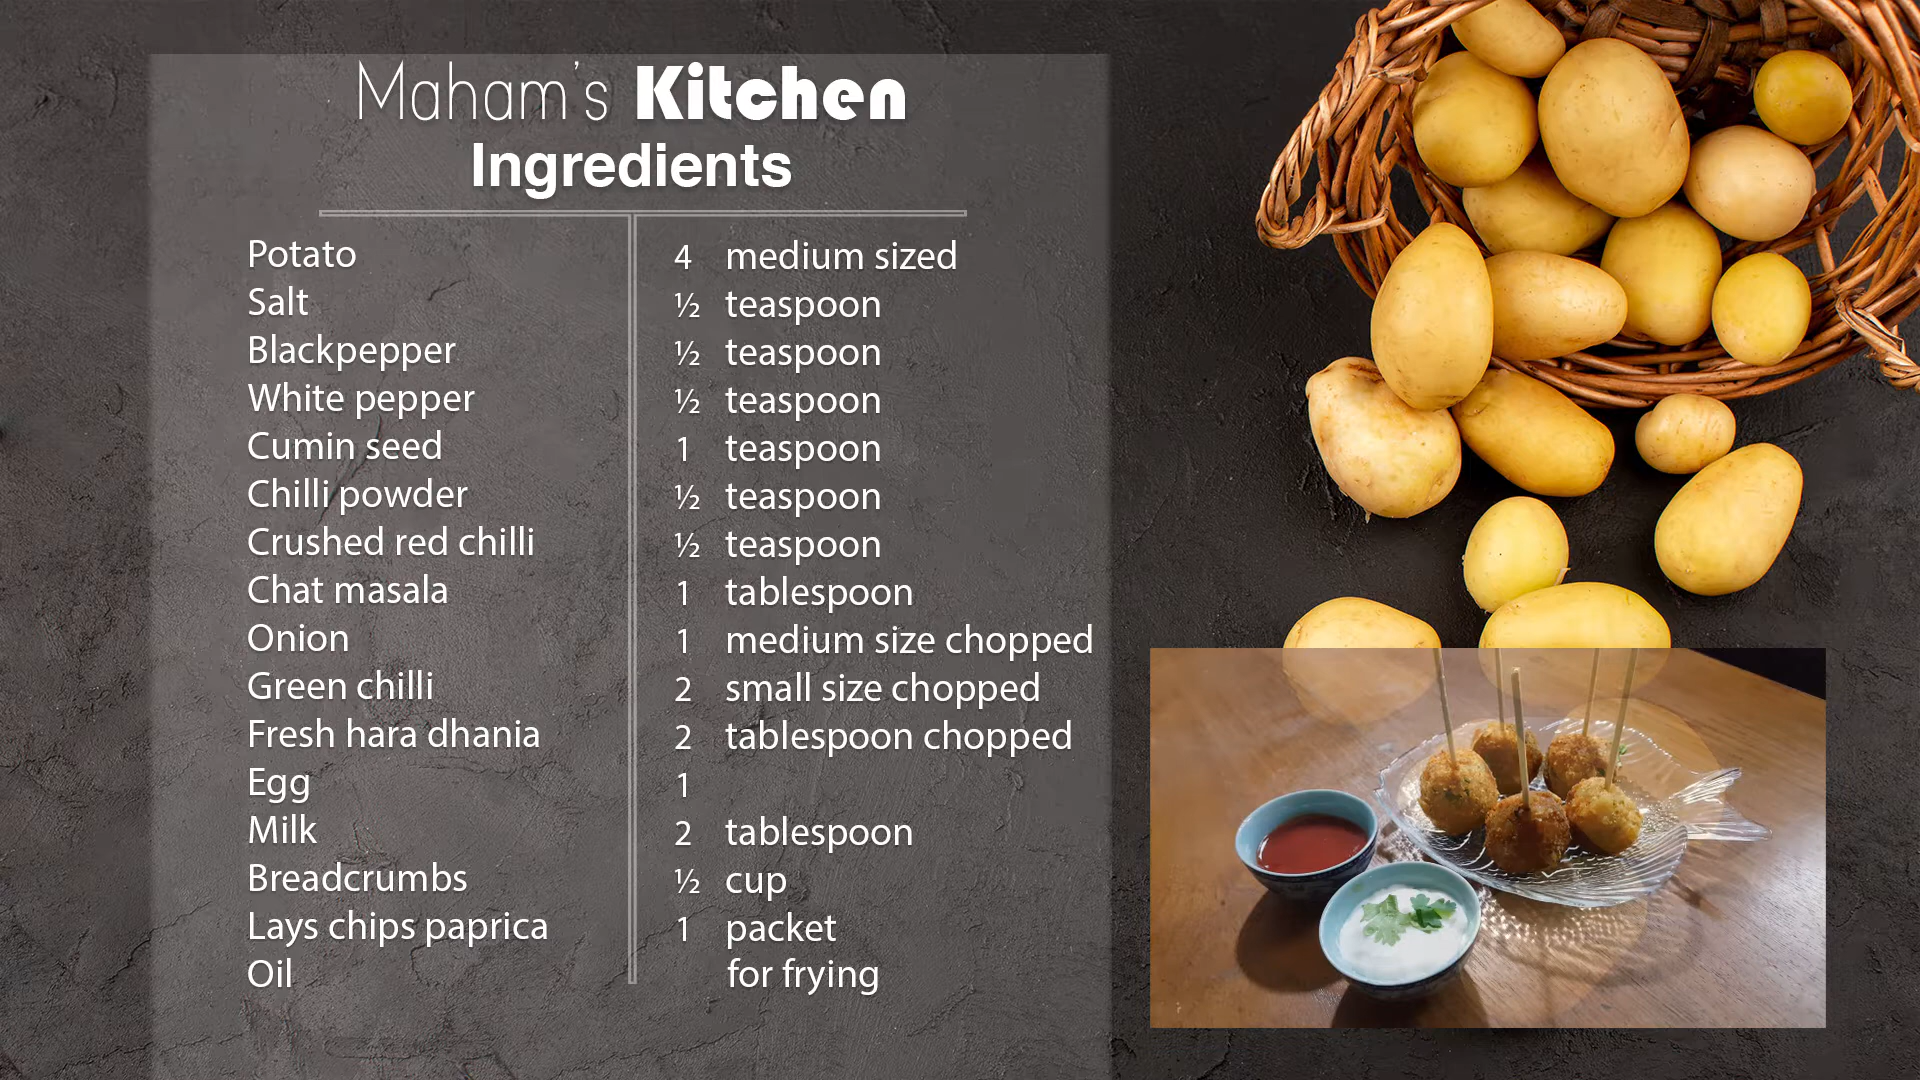 Maham's Kitchen
Ingredients
Potato 4 medium sized
Salt ½ teaspoon
Blackpepper ½ teaspoon
White pepper ½ teaspoon
Cumin seed 1 teaspoon
Chilli powder ½ teaspoon
Crushed red chilli ½ teaspoon
Chat masala 1 tablespoon
Onion 1 medium size chopped
Green chilli 2 small size chopped
Fresh hara dhania 2 tablespoon chopped
Egg 1
Milk 2 tablespoon
Breadcrumbs ½ cup
Lays chips paprica 1 packet
Oil for frying